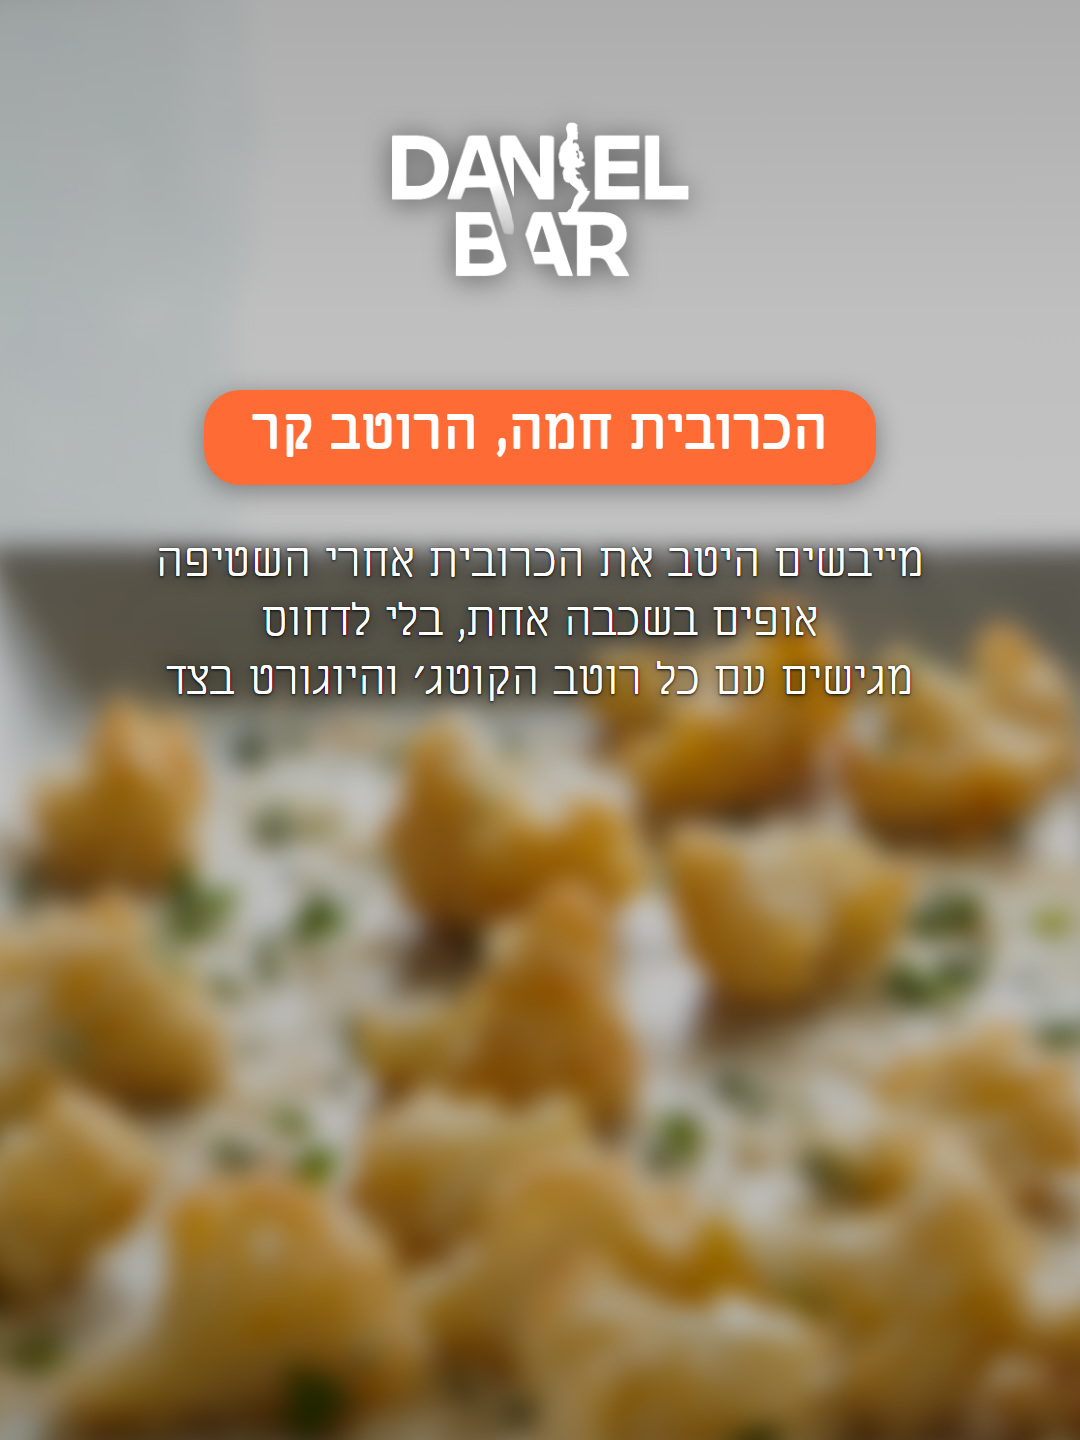 DANIEL
BAR
הכרובית חמה, הרוטב קר
מייבשים היטב את הכרובית אחרי השטיפה
אופים בשכבה אחת, בלי לדחוס
מגישים עם כל רוטב הקוטג׳ והיוגורט בצד